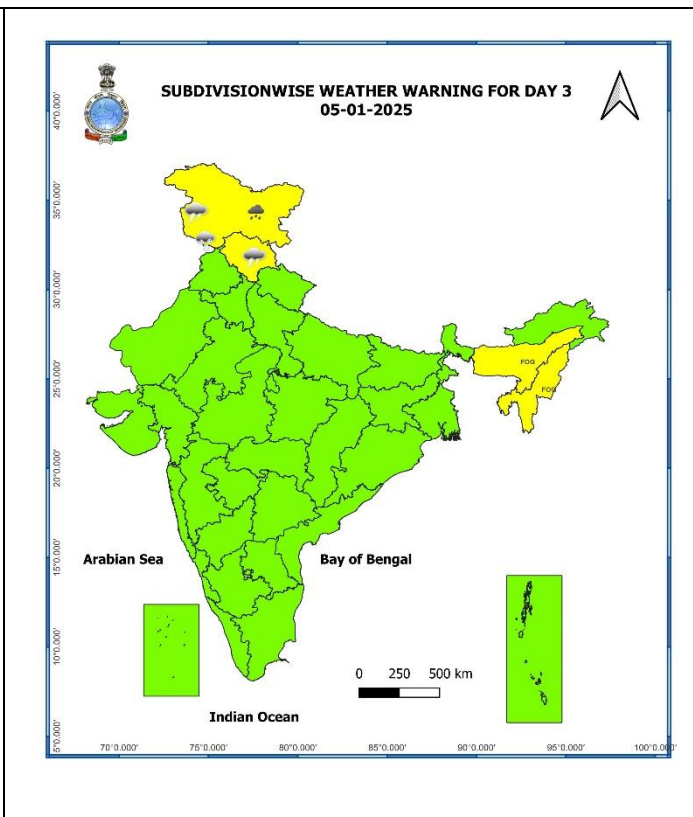 SUBDIVISIONWISE WEATHER WARNING FOR DAY 3
05-01-2025
40°0.000'
35°0.000'
30°0.000'
25°0.000'
20°0.000'
15°0.000'
10°0.000'
5°0.000'
FOG
FOG
Arabian Sea
Bay of Bengal
0 250 500 km
Indian Ocean
70°0.000' 75°0.000' 80°0.000' 85°0.000' 90°0.000' 95°0.000' 100°0.000'